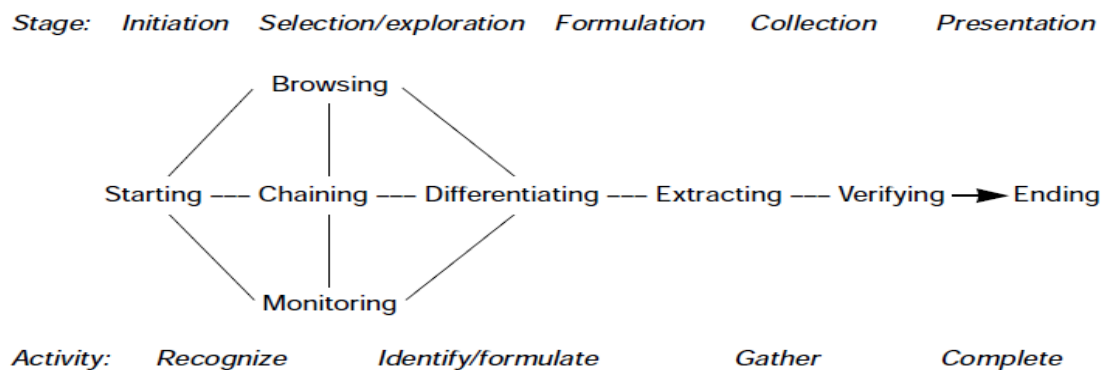 Stage: Initiation Selection/exploration Formulation Collection Presentation
Browsing
Starting --- Chaining --- Differentiating --- Extracting --- Verifying Ending
Monitoring
Activity: Recognize Identify/formulate Gather Complete